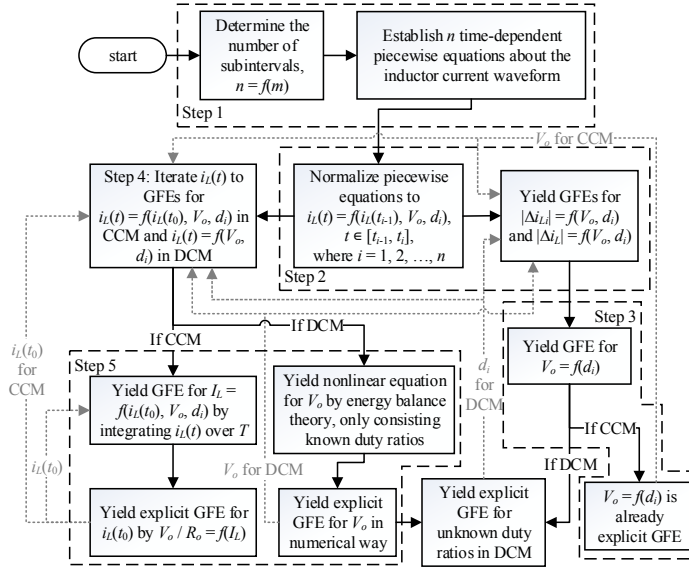 start
Determine
the number of
subintervals,
n = f(m)
Establish n time-dependent
piecewise equations about the
inductor current waveform
Step 1
Vo for CCM
Step 4: Iterate iL(t) to
GFEs for
iL(t) = f(iL(t0), Vo, di) in
CCM and iL(t) = f(Vo,
di) in DCM
Normalize piecewise
equations to
iL(t) = f(iL(ti-1), Vo, di),
t ∈ [ti-1, ti],
where i = 1, 2, …, n
Yield GFEs for
|ΔiLi| = f(Vo, di)
and |ΔiL| = f(Vo, di)
Step 2
Step 3
If CCM
If DCM
iL(t0)
for
CCM
di
for
DCM
Yield GFE for
Vo = f(di)
Step 5
Yield GFE for IL =
f(iL(t0), Vo, di) by
integrating iL(t) over T
Yield nonlinear equation
for Vo by energy balance
theory, only consisting
known duty ratios
If CCM
If DCM
iL(t0)
Vo for DCM
Yield explicit GFE for
iL(t0) by Vo / Ro = f(IL)
Yield explicit
GFE for Vo in
numerical way
Yield explicit
GFE for
unknown duty
ratios in DCM
Vo = f(di) is
already
explicit GFE